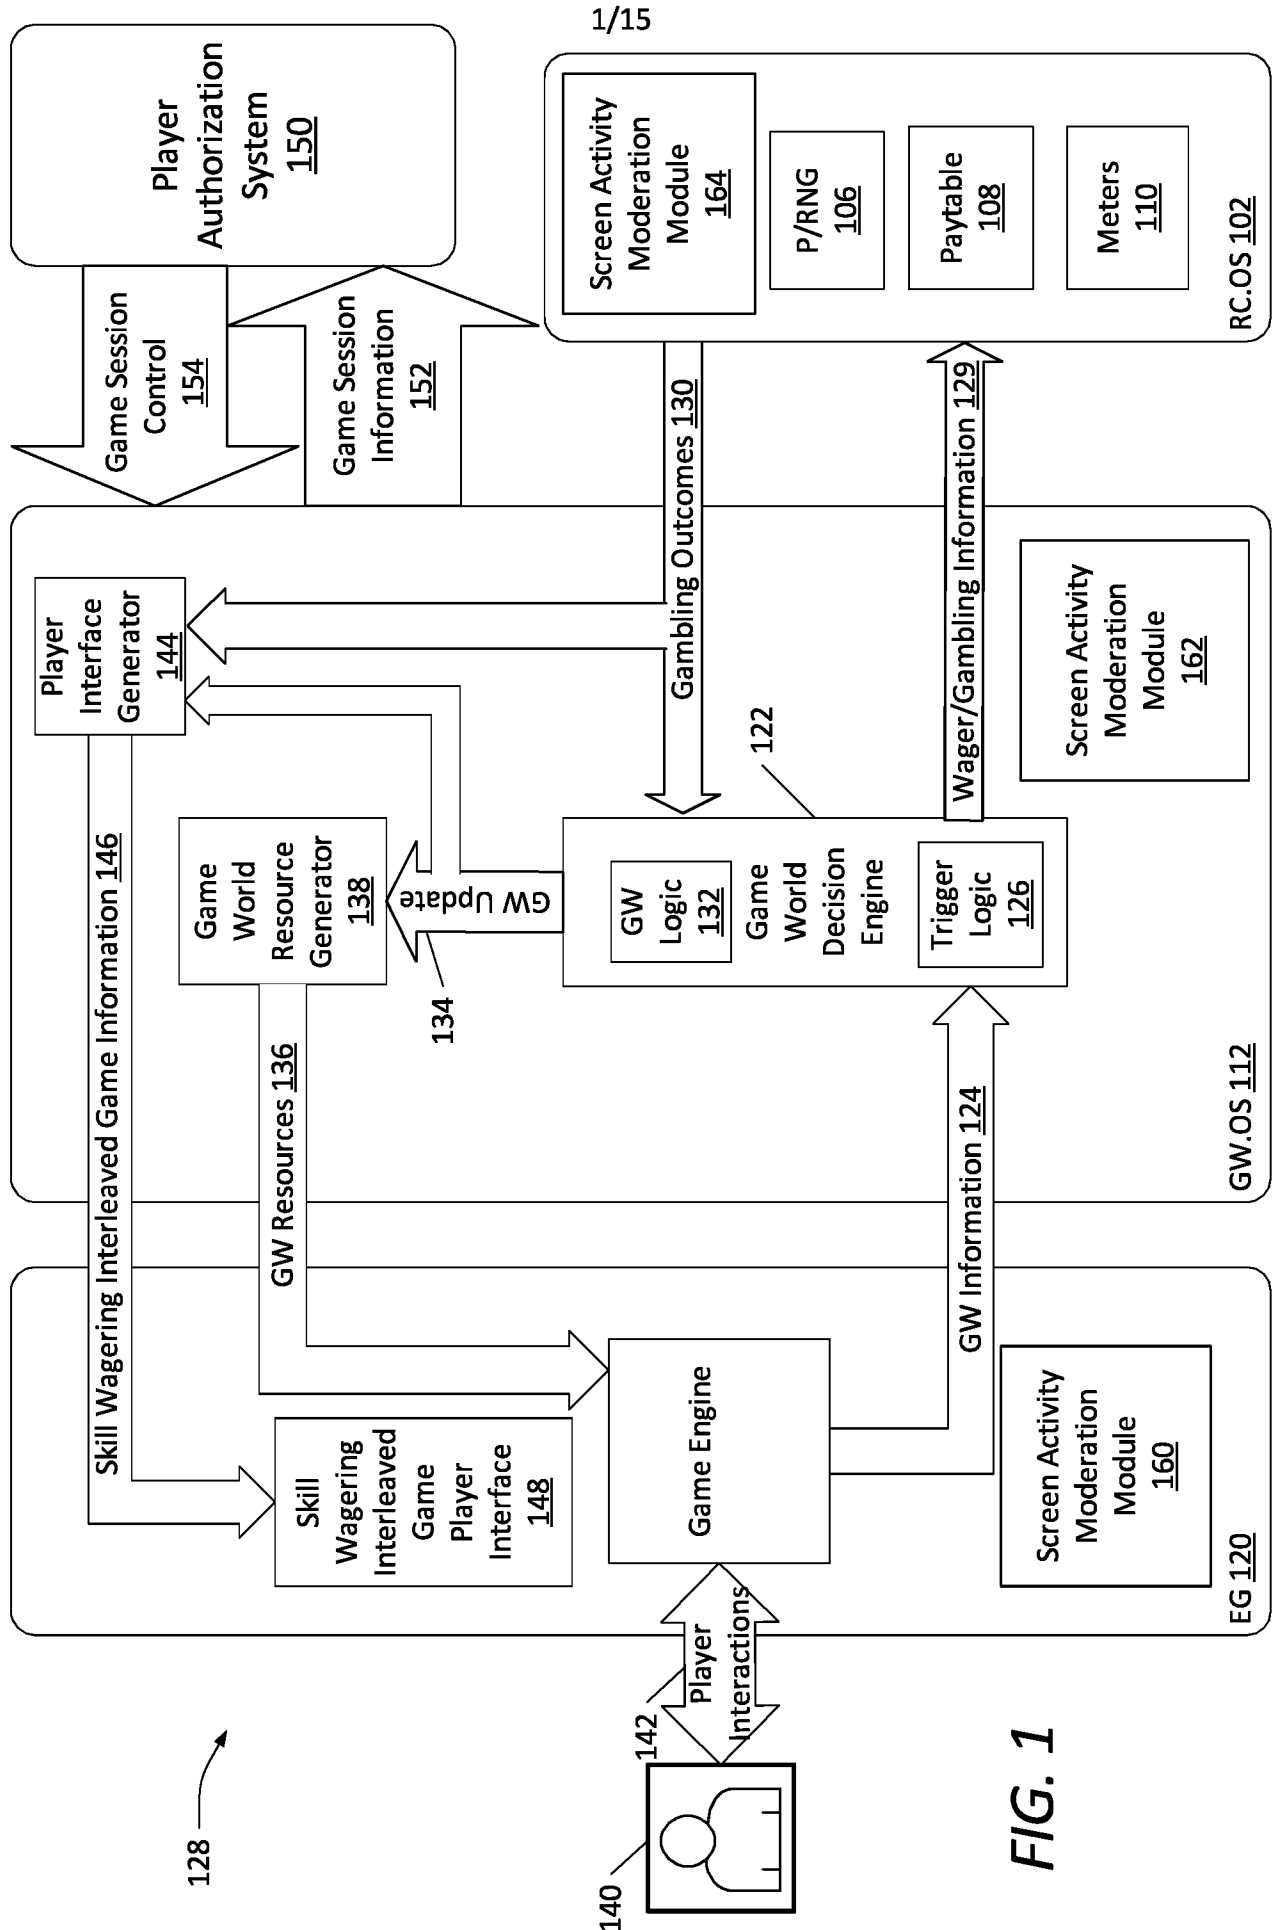 1/15
Player
Authorization
System
150
Game Session
Control
154
Game Session
Information
152
Screen Activity
Moderation
Module
164
P/RNG
106
Paytable
108
Meters
110
RC.OS 102
Gambling Outcomes 130
Wager/Gambling Information 129
Player
Interface
Generator
144
Game
World
Resource
Generator
138
GW Update
134
122
GW
Logic
132
Game
World
Decision
Engine
Trigger
Logic
126
Screen Activity
Moderation
Module
162
GW.OS 112
Skill Wagering Interleaved Game Information 146
GW Resources 136
GW Information 124
Skill
Wagering
Interleaved
Game
Player
Interface
148
Game Engine
Screen Activity
Moderation
Module
160
EG 120
Player
Interactions
142
140
128
FIG. 1